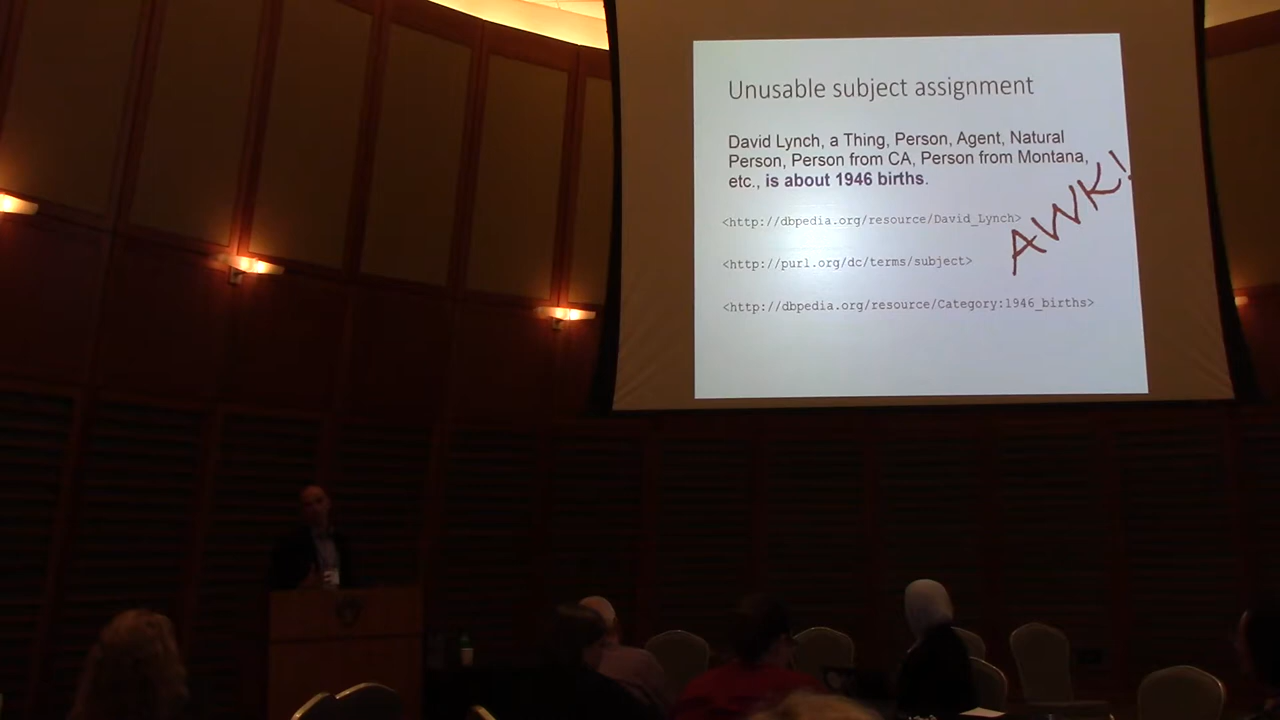 Unusable subject assignment
David Lynch, a Thing, Person, Agent, Natural
Person, Person from CA, Person from Montana,
etc., is about 1946 births.
<http://dbpedia.org/resource/David_Lynch>
AWK!
<http://purl.org/dc/terms/subject>
<http://dbpedia.org/resource/Category:1946_births>